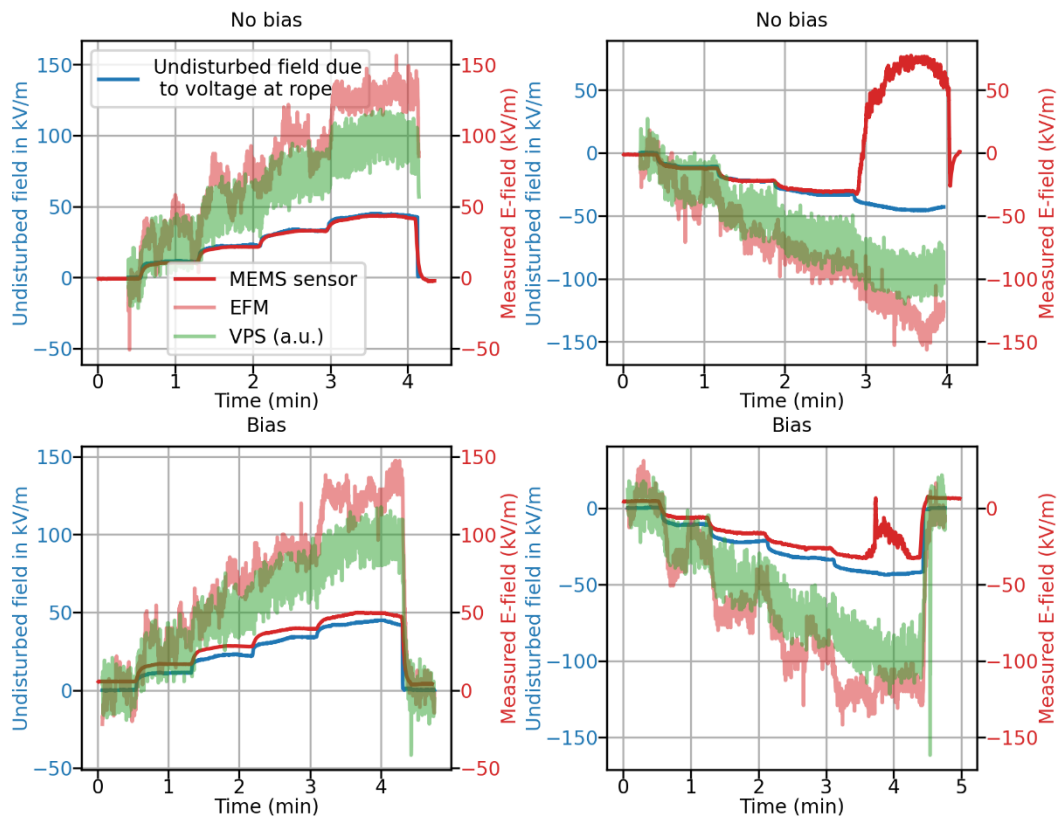 No bias
150
100
50
0
−50
Undisturbed field in kV/m
Undisturbed field due
to voltage at rope
MEMS sensor
EFM
VPS (a.u.)
150
100
50
0
−50
Measured E-field (kV/m)
0 1 2 3 4
Time (min)
No bias
50
0
−50
−100
−150
Undisturbed field in kV/m
50
0
−50
−100
−150
Measured E-field (kV/m)
0 1 2 3 4
Time (min)
Bias
150
100
50
0
−50
Undisturbed field in kV/m
150
100
50
0
−50
Measured E-field (kV/m)
0 1 2 3 4
Time (min)
Bias
0
−50
−100
−150
Undisturbed field in kV/m
0
−50
−100
−150
Measured E-field (kV/m)
0 1 2 3 4 5
Time (min)